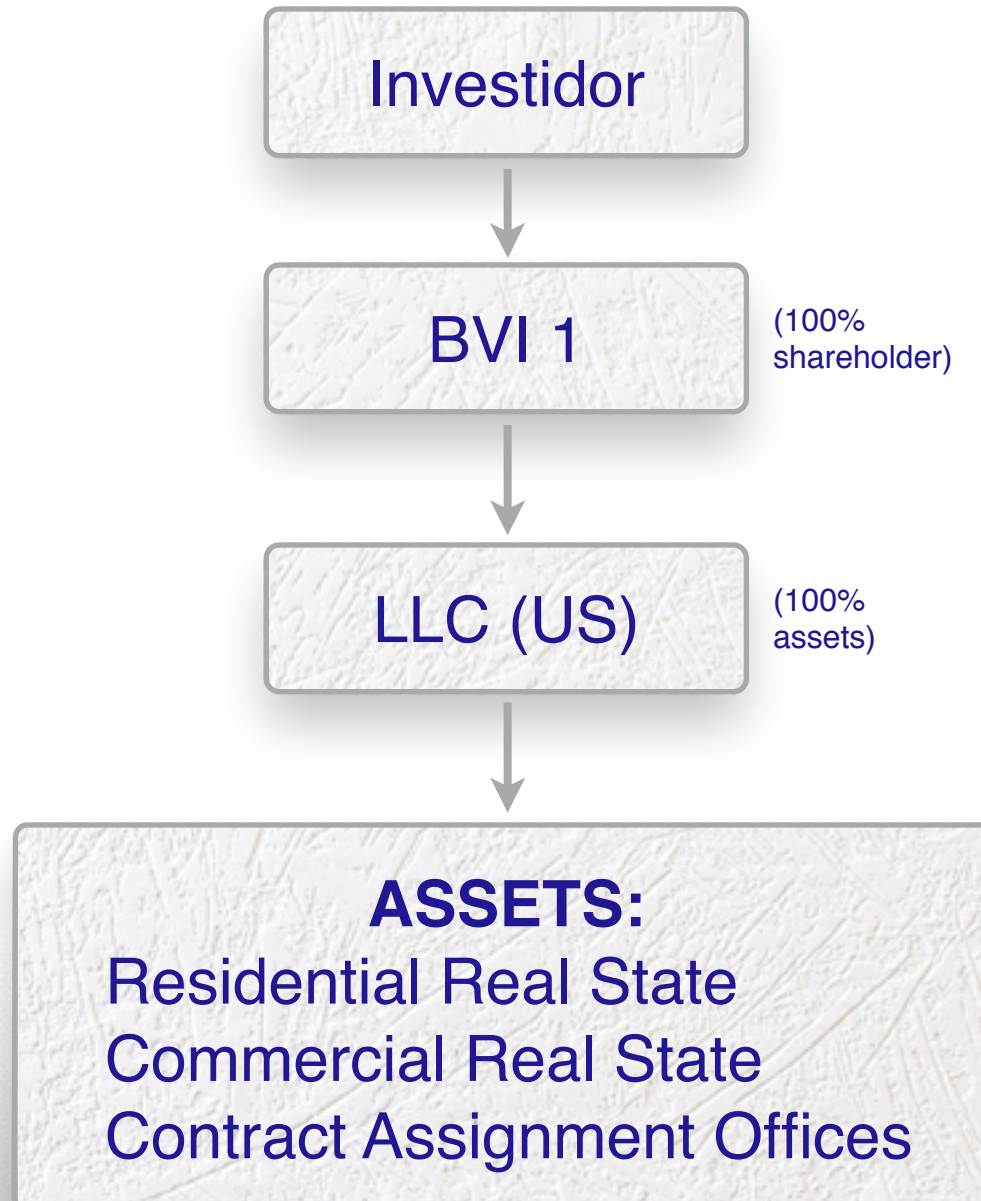 Investidor
BVI 1
(100%
shareholder)
LLC (US)
(100%
assets)
ASSETS:
Residential Real State
Commercial Real State
Contract Assignment Offices